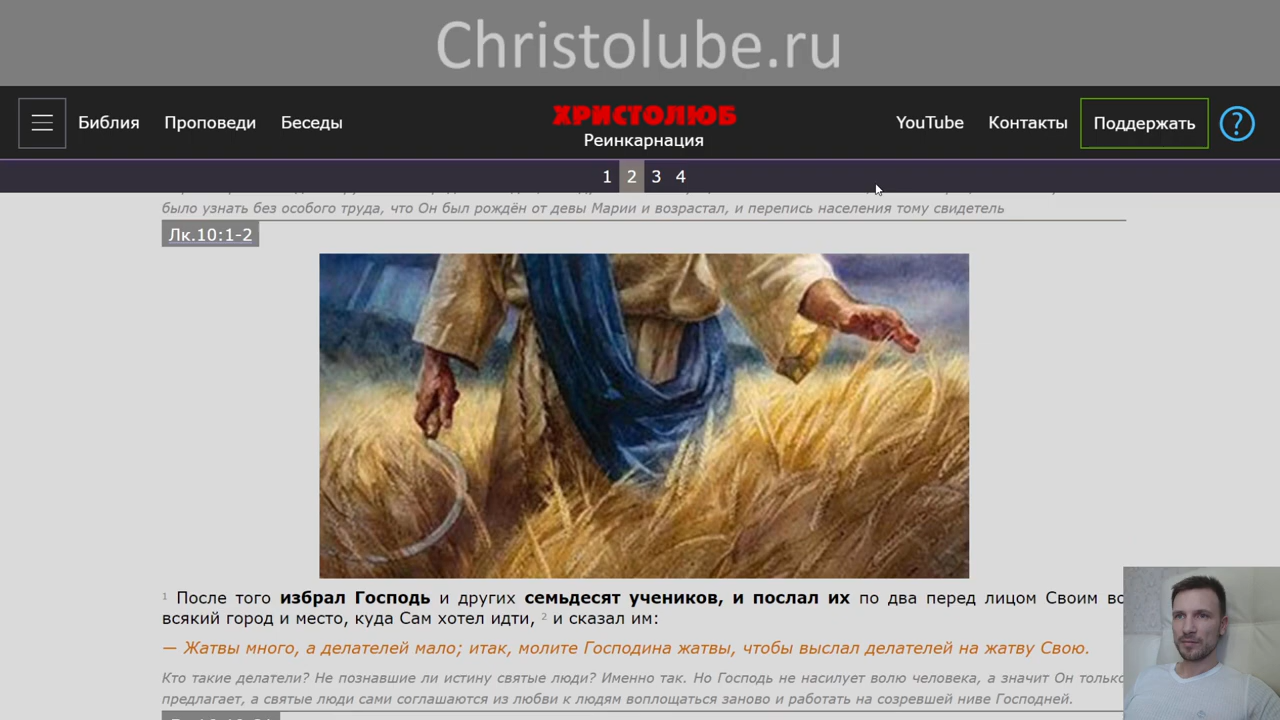 Christolube.ru
Библия Проповеди Беседы ХРИСТОЛЮБ YouTube Контакты Поддержать ?
Реинкарнация
1 2 3 4
было узнать без особого труда, что Он был рождён от девы Марии и возрастал, и перепись населения тому свидетель
Лк.10:1-2
1 После того избрал Господь и других семьдесят учеников, и послал их по два перед лицом Своим во
всякий город и место, куда Сам хотел идти, 2 и сказал им:
— Жатвы много, а делателей мало; итак, молите Господина жатвы, чтобы выслал делателей на жатву Свою.
Кто такие делатели? Не познавшие ли истину святые люди? Именно так. Но Господь не насилует волю человека, а значит Он только
предлагает, а святые люди сами соглашаются из любви к людям воплощаться заново и работать на созревшей ниве Господней.